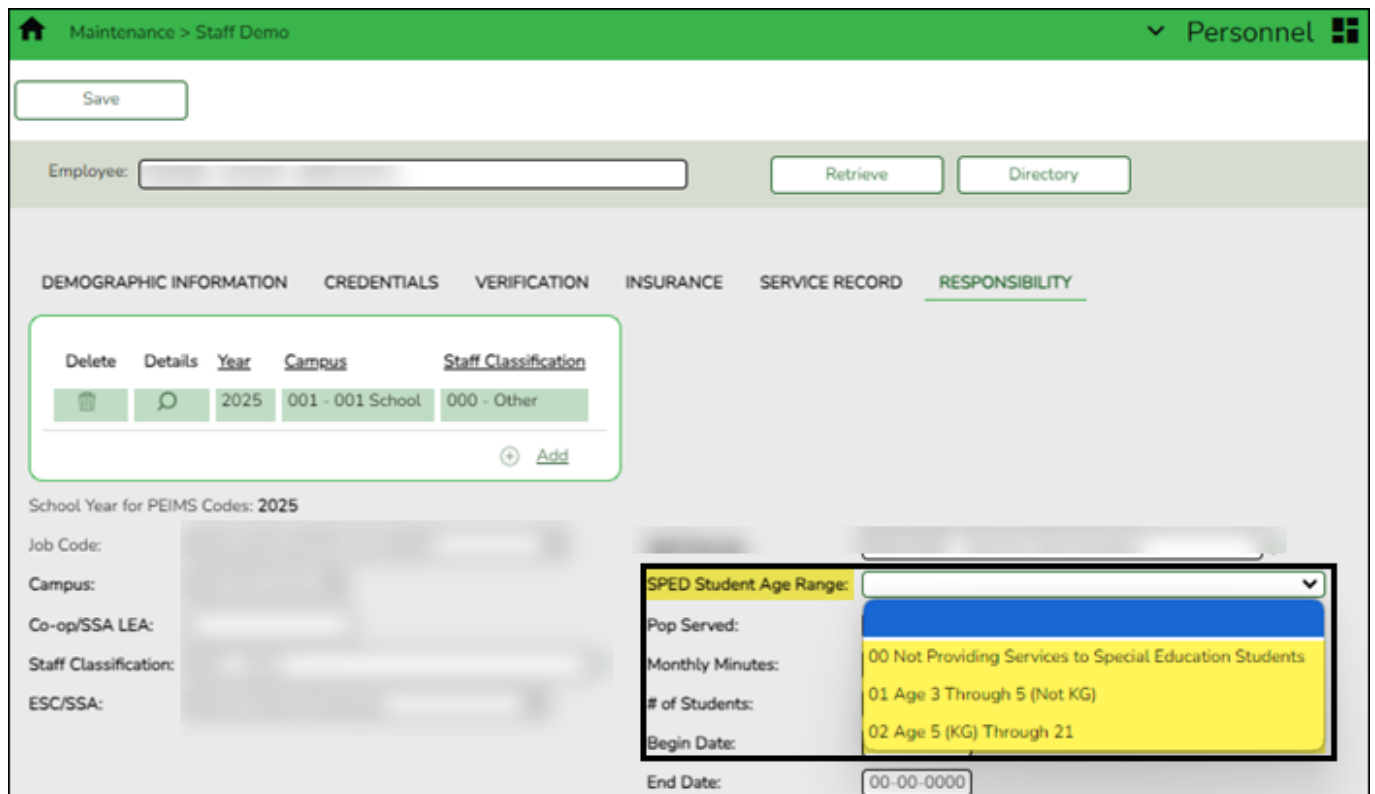 Maintenance > Staff Demo
Personnel
Save
Employee:
Retrieve
Directory
DEMOGRAPHIC INFORMATION CREDENTIALS VERIFICATION INSURANCE SERVICE RECORD RESPONSIBILITY
Delete Details Year Campus Staff Classification
2025 001 - 001 School 000 - Other
Add
School Year for PEIMS Codes: 2025
Job Code:
Campus:
Co-op/SSA LEA:
Staff Classification:
ESC/SSA:
SPED Student Age Range:
Pop Served:
Monthly Minutes:
# of Students:
Begin Date:
End Date: 00-00-0000
00 Not Providing Services to Special Education Students
01 Age 3 Through 5 (Not KG)
02 Age 5 (KG) Through 21